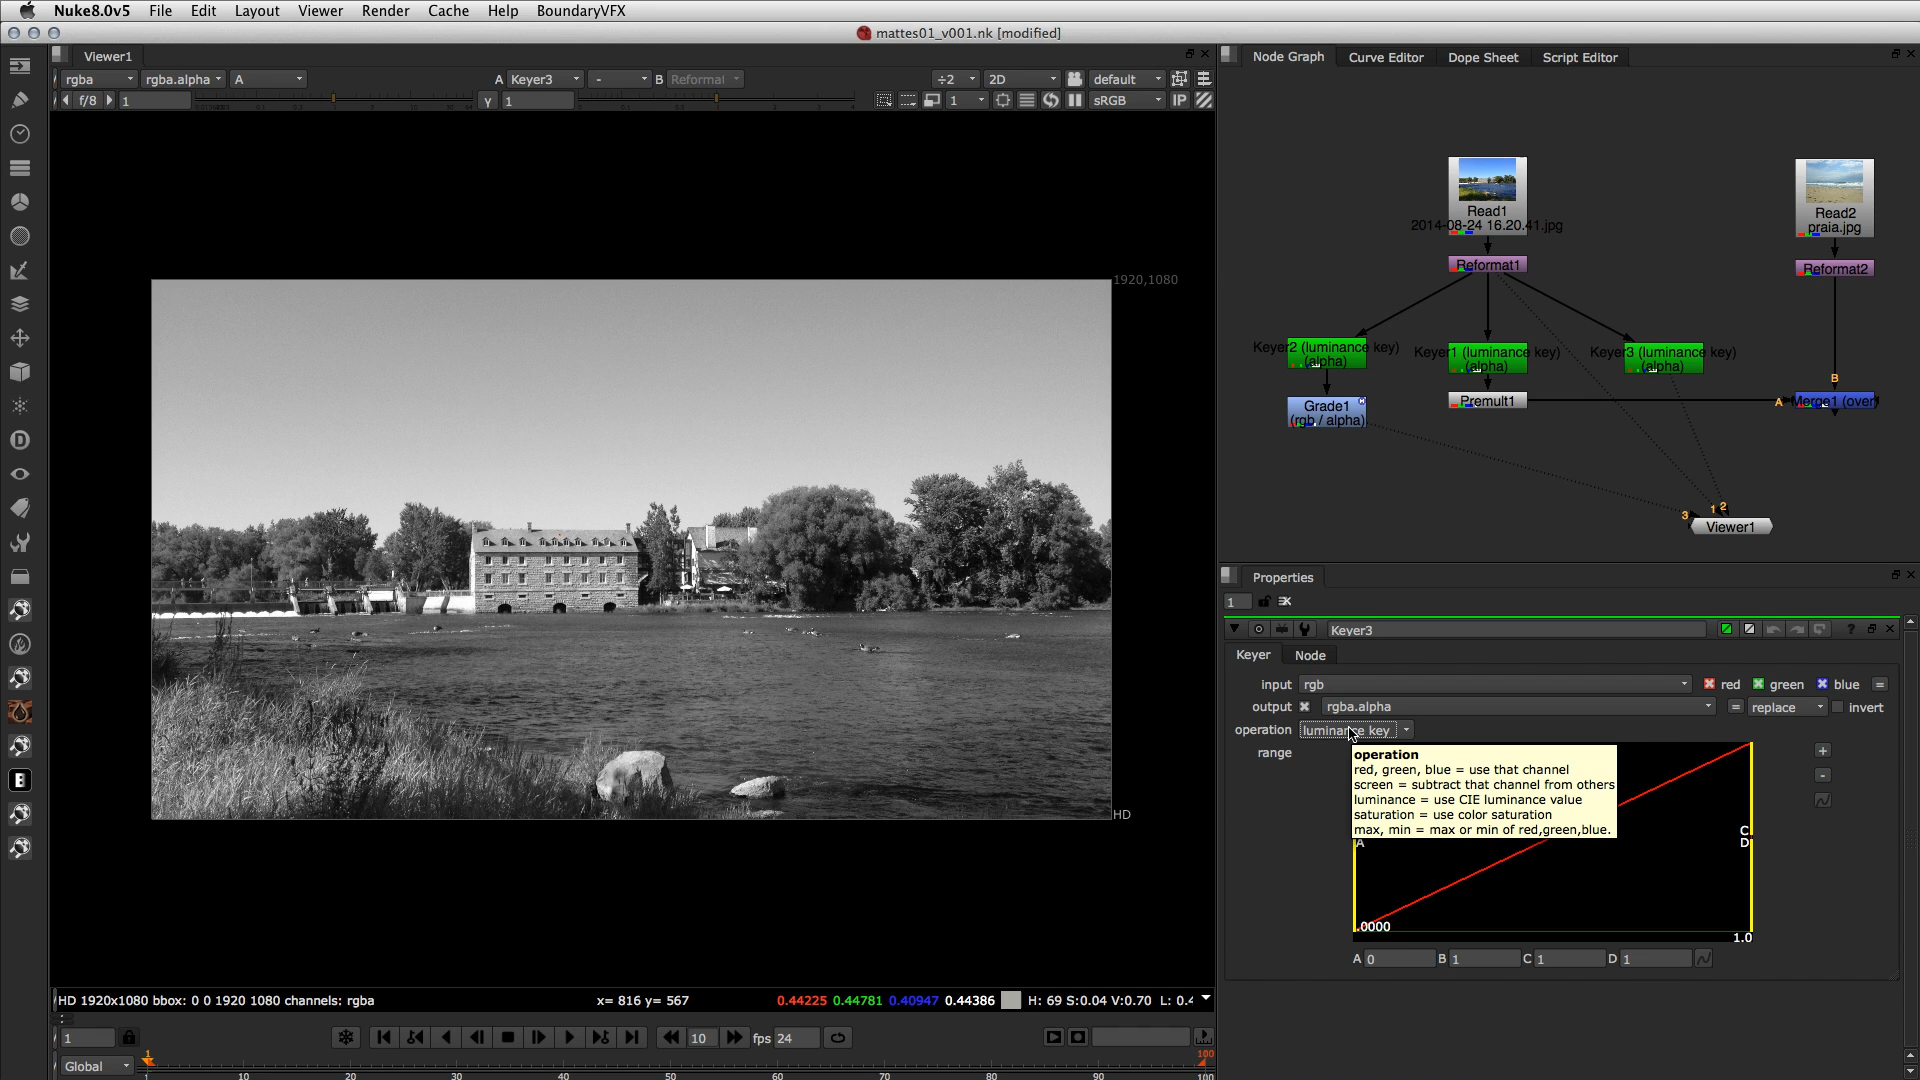 Nuke8.0v5 File Edit Layout Viewer Render Cache Help BoundaryVFX
mattes01_v001.nk [modified]
Viewer1
rgba rgba.alpha A A Keyer3 - B Reformat ÷2 2D default
f/8 1 γ 1 1 sRGB IP
1920,1080
HD
HD 1920x1080 bbox: 0 0 1920 1080 channels: rgba x= 816 y= 567 0.44225 0.44781 0.40947 0.44386 H: 69 S:0.04 V:0.70 L: 0.4
1 10 fps 24
Global 1 1 10 20 30 40 50 60 70 80 90 100 100
Node Graph Curve Editor Dope Sheet Script Editor
Read1
2014-08-24 16.20.41.jpg
Reformat1
Read2
praia.jpg
Reformat2
Keyer2 (luminance key)
(alpha)
Keyer1 (luminance key)
(alpha)
Keyer3 (luminance key)
(alpha)
Grade1
(rgb / alpha)
Premult1
B
A Merge1 (over)
3 1 2
Viewer1
Properties
1
Keyer3
Keyer Node
input rgb red green blue =
output rgba.alpha = replace invert
operation luminance key
range
operation
red, green, blue = use that channel
screen = subtract that channel from others
luminance = use CIE luminance value
saturation = use color saturation
max, min = max or min of red,green,blue.
+
-
A
C
D
.0000
1.0
A 0 B 1 C 1 D 1